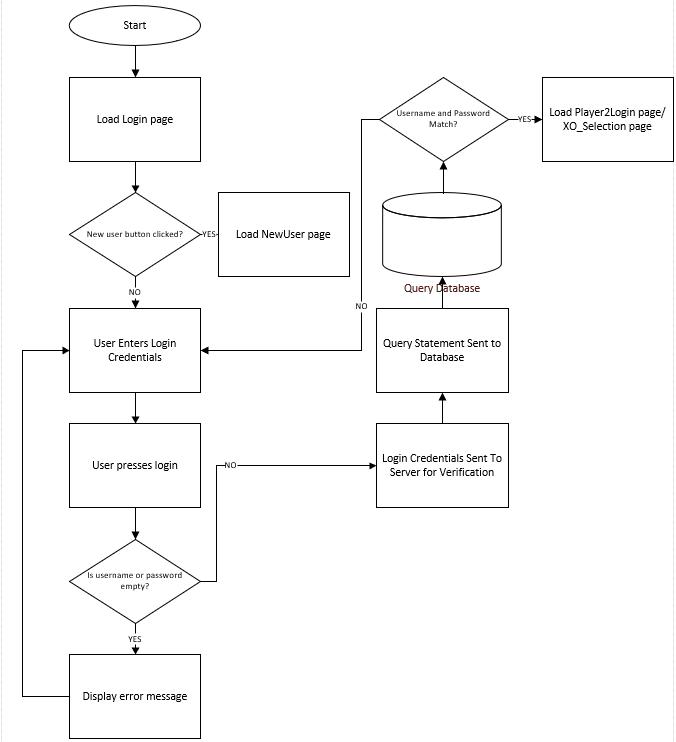 Start
Load Login page
New user button clicked?
YES
Load NewUser page
NO
User Enters Login
Credentials
User presses login
Is username or password
empty?
YES
Display error message
NO
Login Credentials Sent To
Server for Verification
Query Statement Sent to
Database
Query Database
Username and Password
Match?
NO
YES
Load Player2Login page/
XO_Selection page